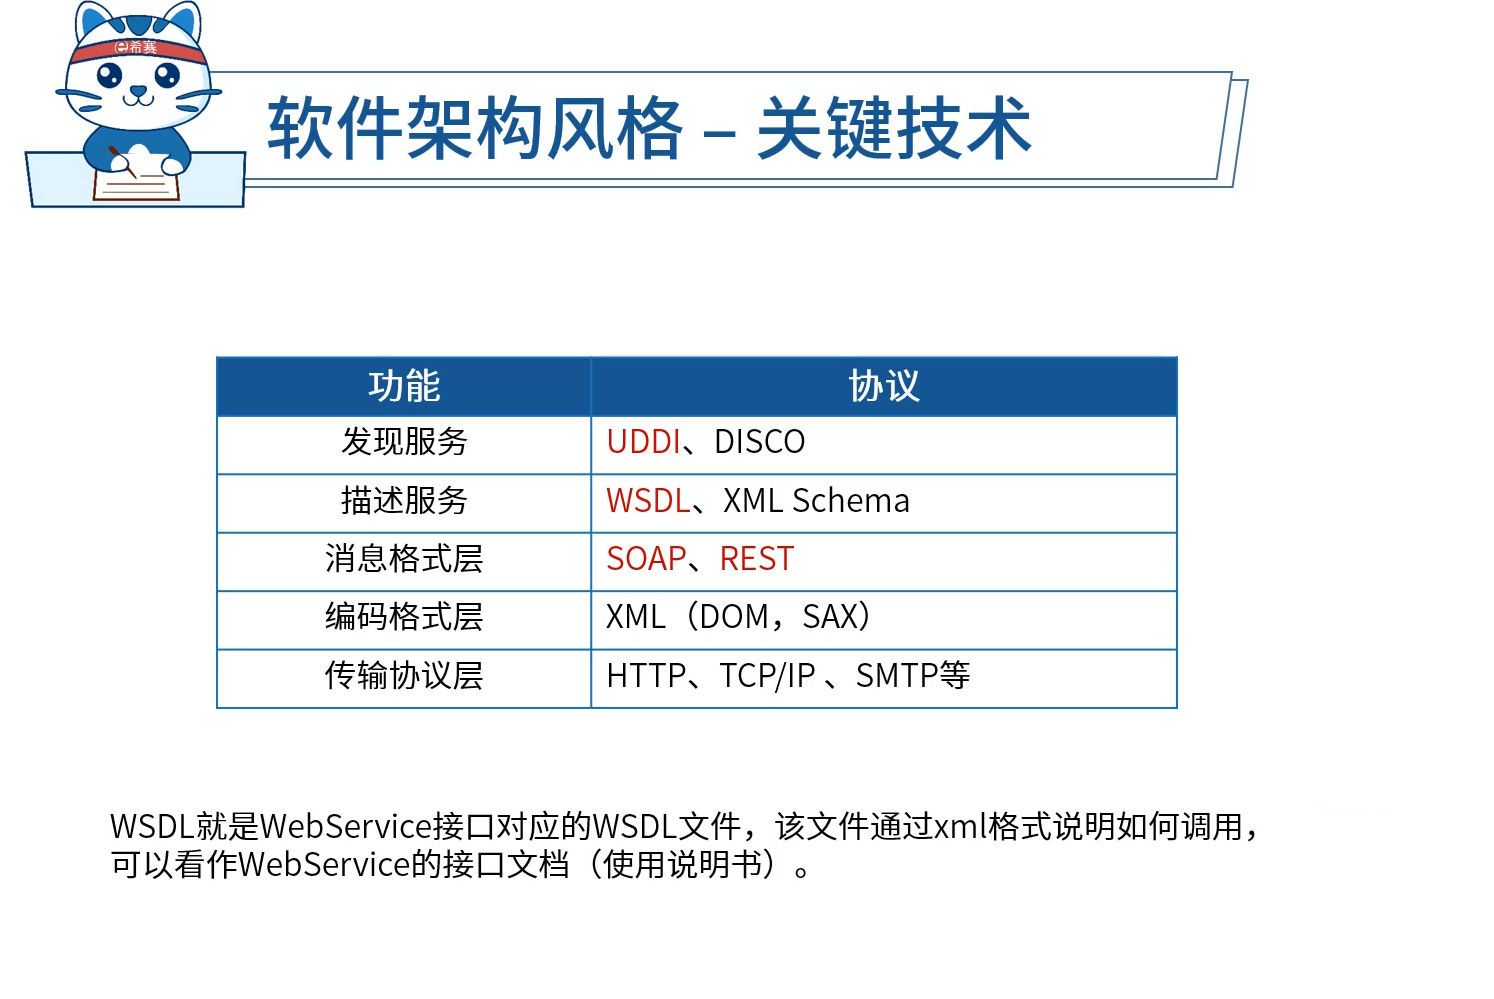 e希赛
软件架构风格 – 关键技术
功能 协议
发现服务 UDDI、DISCO
描述服务 WSDL、XML Schema
消息格式层 SOAP、REST
编码格式层 XML（DOM，SAX）
传输协议层 HTTP、TCP/IP 、SMTP等
WSDL就是WebService接口对应的WSDL文件，该文件通过xml格式说明如何调用，
可以看作WebService的接口文档（使用说明书）。